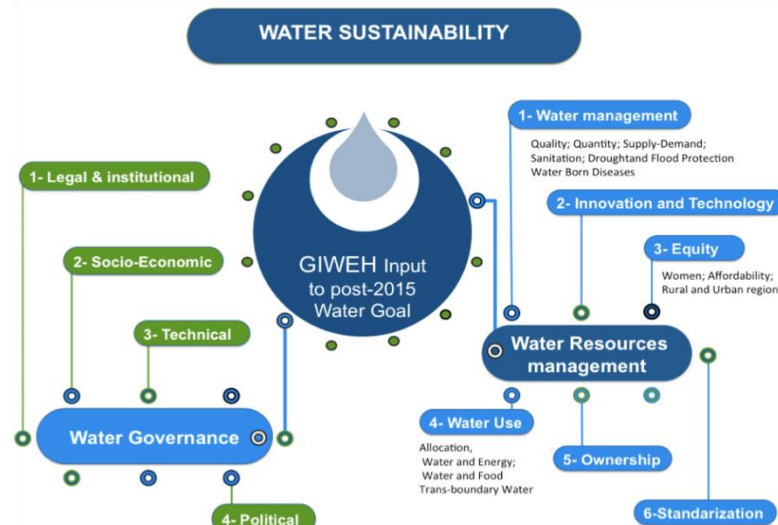 WATER SUSTAINABILITY
1- Water management
Quality; Quantity; Supply-Demand;
Sanitation; Droughtand Flood Protection
Water Born Diseases
1- Legal & institutional
2- Innovation and Technology
2- Socio-Economic
3- Equity
Women; Affordability;
Rural and Urban region
GIWEH Input
to post-2015
Water Goal
3- Technical
Water Resources
management
Water Governance
4- Water Use
Allocation,
Water and Energy;
Water and Food
Trans-boundary Water
5- Ownership
4- Political
6-Standarization